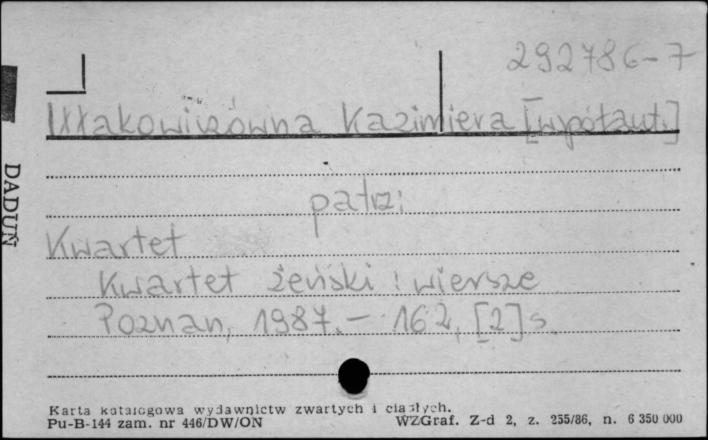 292786-7
Iłłakowiczówna Kazimiera [współaut.]
patrz:
Kwartet
Kwartet żeński : wiersze
Poznań, 1987. - 162, [2] s.
DADUŃ
Karta katalogowa wydawnictw zwartych i ciągłych.
Pu-B-144 zam. nr 446/DW/ON WZGraf. Z-d 2, z. 255/86, n. 6 350 000